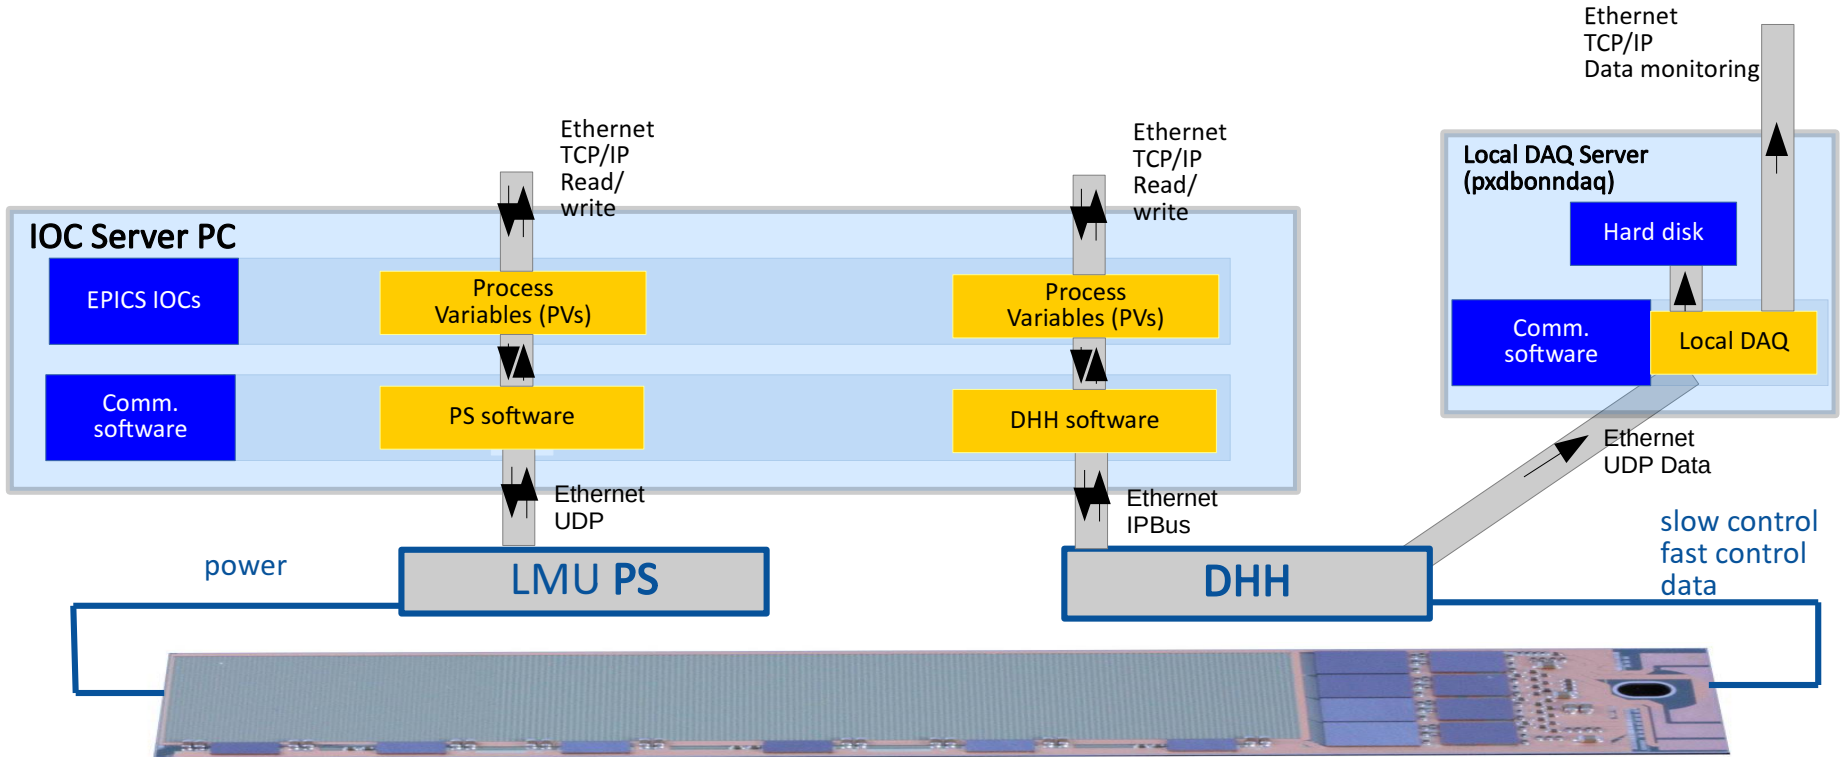 Ethernet
TCP/IP
Data monitoring
Ethernet
TCP/IP
Read/
write
Ethernet
TCP/IP
Read/
write
Local DAQ Server
(pxdbonndaq)
Hard disk
Comm.
software
Local DAQ
IOC Server PC
EPICS IOCs
Process
Variables (PVs)
Process
Variables (PVs)
Comm.
software
PS software
DHH software
Ethernet
UDP
Ethernet
IPBus
Ethernet
UDP Data
power
LMU PS
DHH
slow control
fast control
data